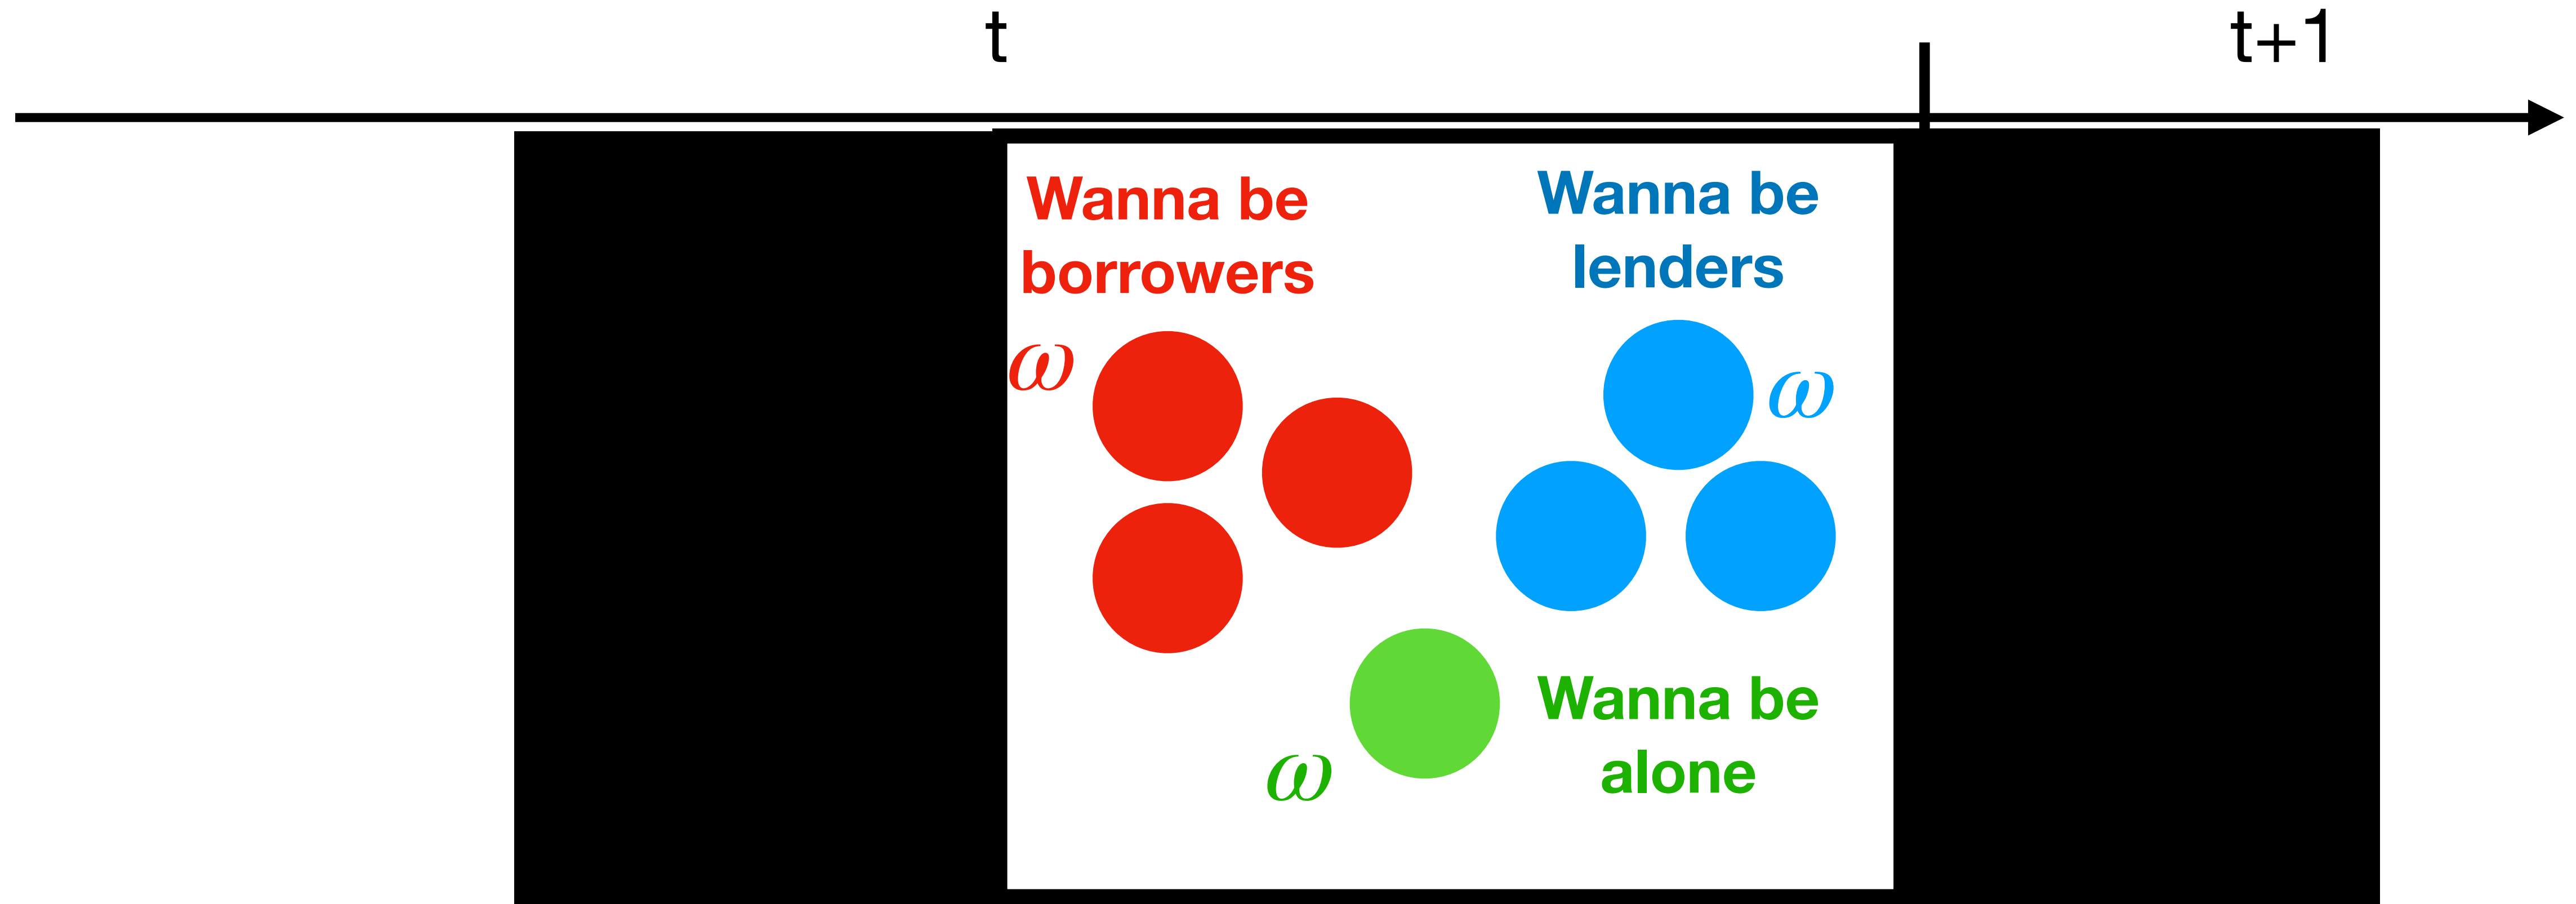 t
t+1
Wanna be
borrowers
ω
Wanna be
lenders
ω
Wanna be
alone
ω